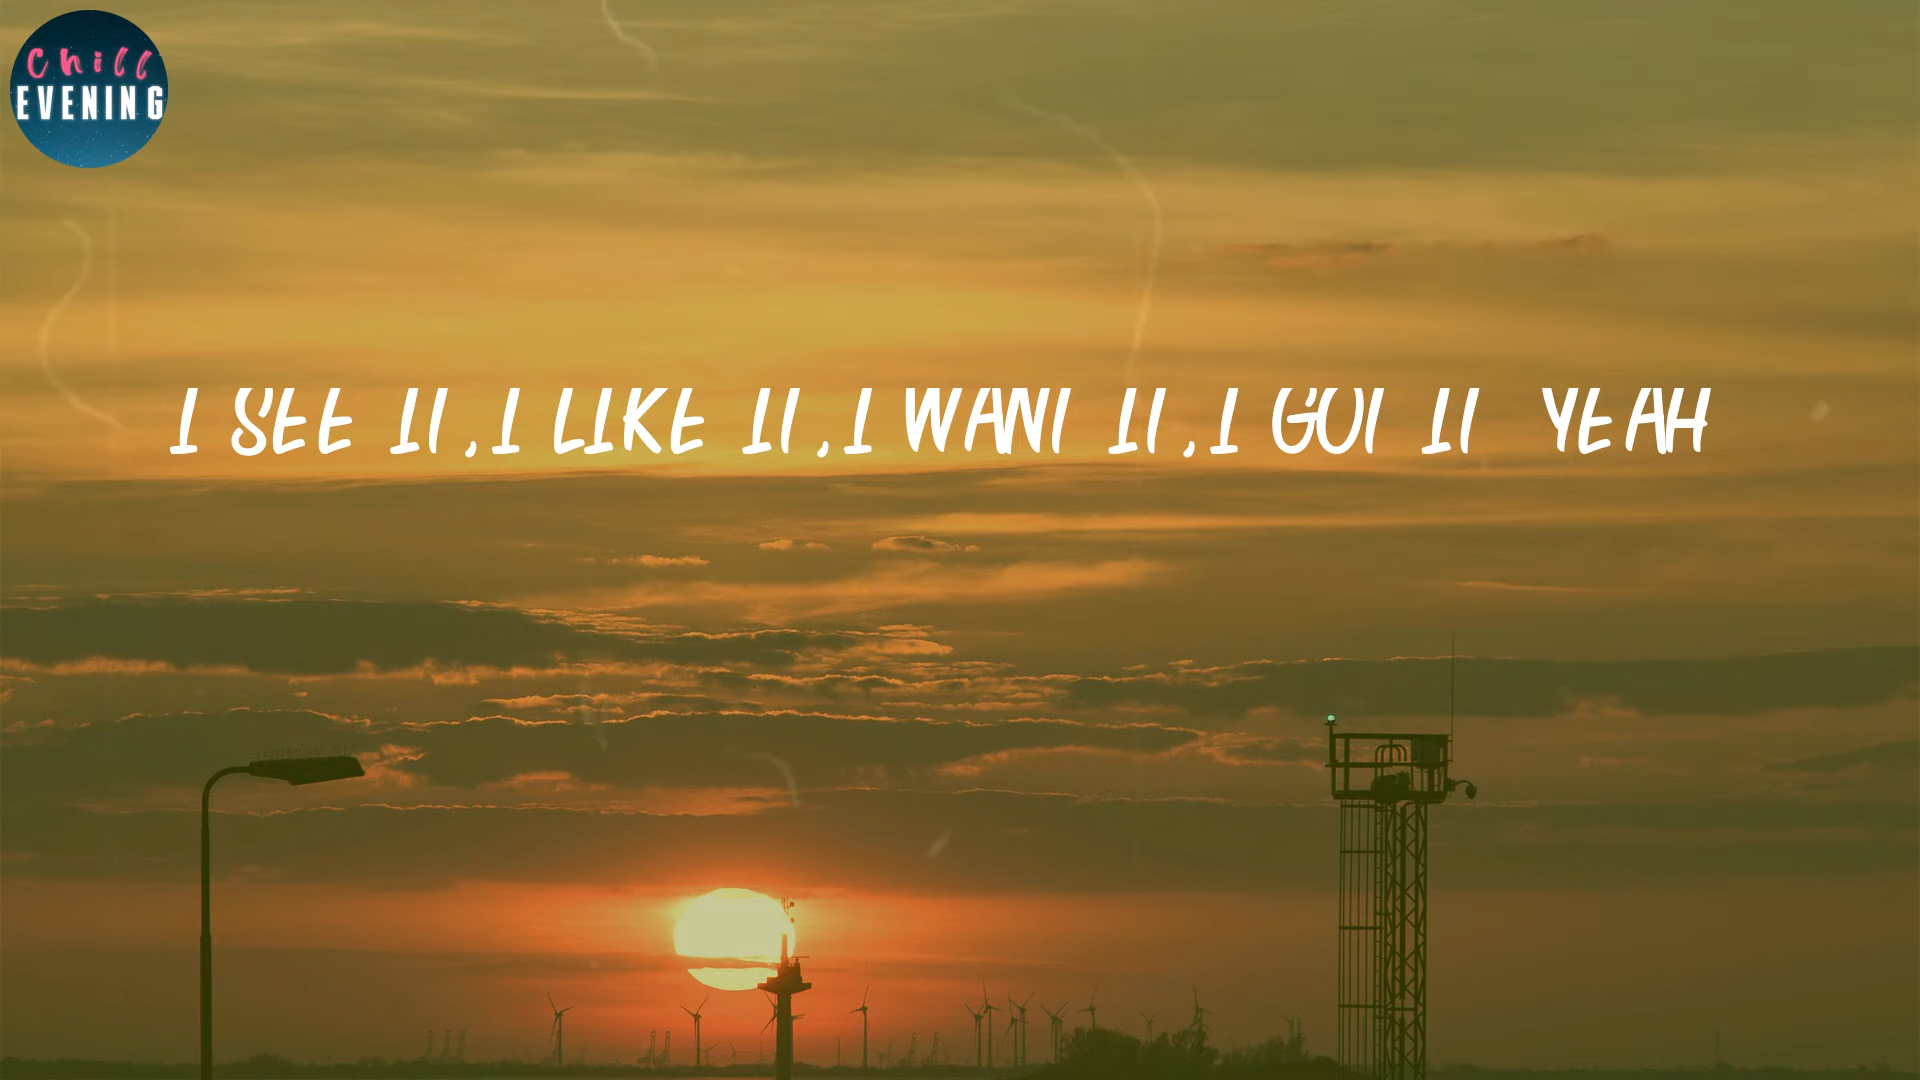 Chill
EVENING
I SEE IT, I LIKE IT, I WANT IT, I GOT IT YEAH